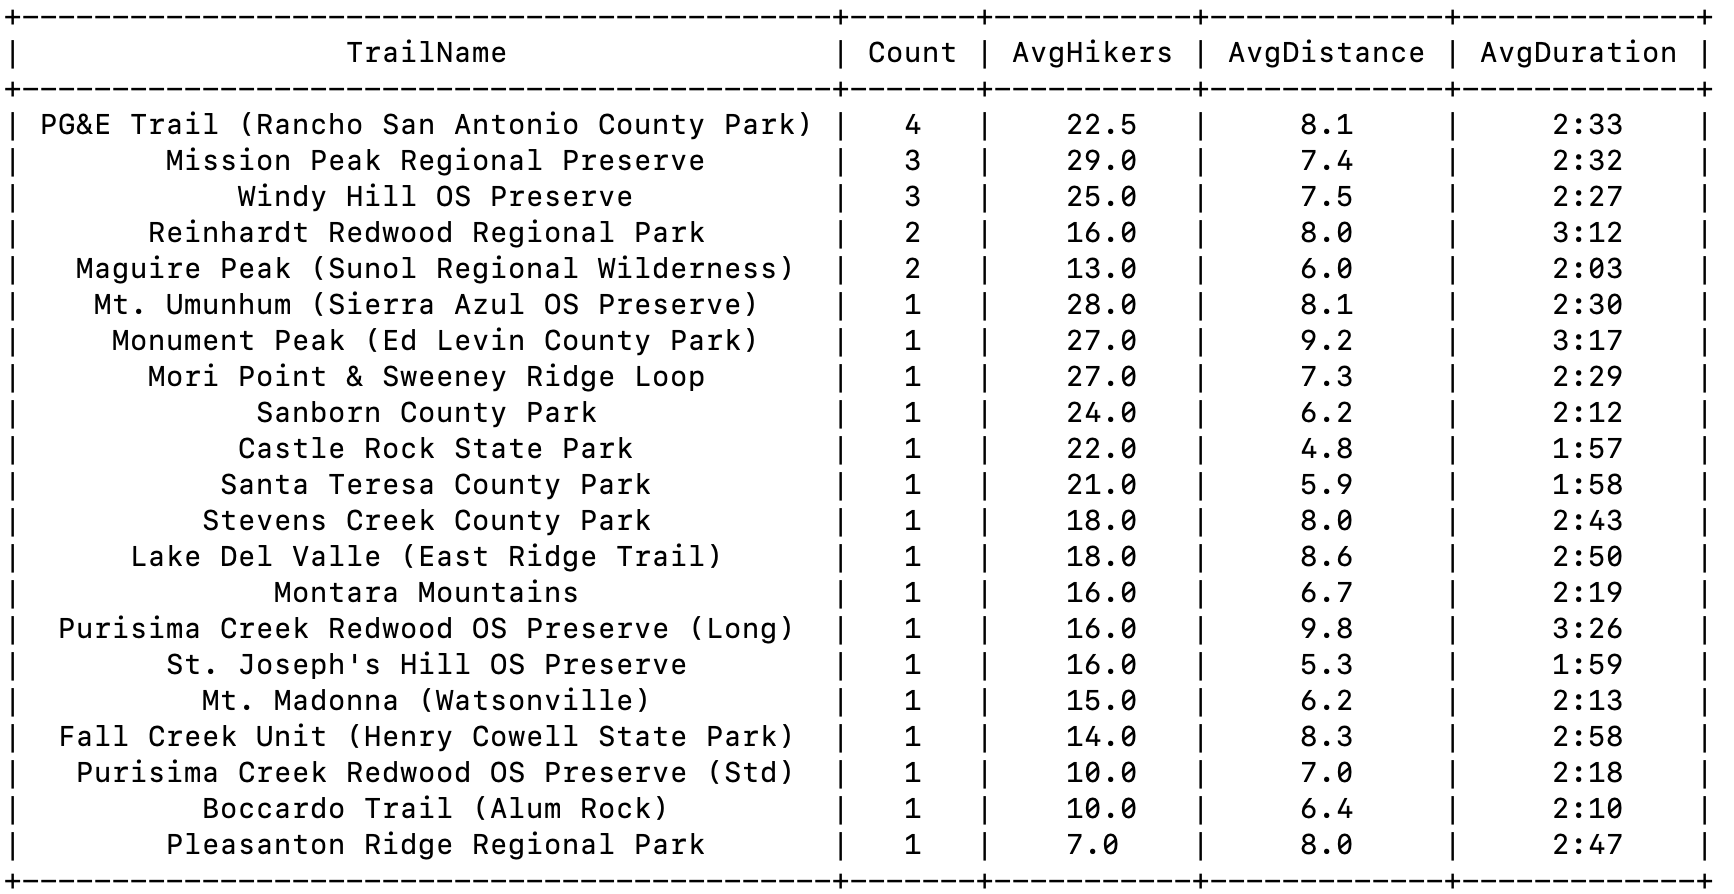 +----------------------------------------------+-------+------------+-------------+--------------+
| TrailName | Count | AvgHikers | AvgDistance | AvgDuration |
+----------------------------------------------+-------+------------+-------------+--------------+
| PG&E Trail (Rancho San Antonio County Park) | 4 | 22.5 | 8.1 | 2:33 |
| Mission Peak Regional Preserve | 3 | 29.0 | 7.4 | 2:32 |
| Windy Hill OS Preserve | 3 | 25.0 | 7.5 | 2:27 |
| Reinhardt Redwood Regional Park | 2 | 16.0 | 8.0 | 3:12 |
| Maguire Peak (Sunol Regional Wilderness) | 2 | 13.0 | 6.0 | 2:03 |
| Mt. Umunhum (Sierra Azul OS Preserve) | 1 | 28.0 | 8.1 | 2:30 |
| Monument Peak (Ed Levin County Park) | 1 | 27.0 | 9.2 | 3:17 |
| Mori Point & Sweeney Ridge Loop | 1 | 27.0 | 7.3 | 2:29 |
| Sanborn County Park | 1 | 24.0 | 6.2 | 2:12 |
| Castle Rock State Park | 1 | 22.0 | 4.8 | 1:57 |
| Santa Teresa County Park | 1 | 21.0 | 5.9 | 1:58 |
| Stevens Creek County Park | 1 | 18.0 | 8.0 | 2:43 |
| Lake Del Valle (East Ridge Trail) | 1 | 18.0 | 8.6 | 2:50 |
| Montara Mountains | 1 | 16.0 | 6.7 | 2:19 |
| Purisima Creek Redwood OS Preserve (Long) | 1 | 16.0 | 9.8 | 3:26 |
| St. Joseph's Hill OS Preserve | 1 | 16.0 | 5.3 | 1:59 |
| Mt. Madonna (Watsonville) | 1 | 15.0 | 6.2 | 2:13 |
| Fall Creek Unit (Henry Cowell State Park) | 1 | 14.0 | 8.3 | 2:58 |
| Purisima Creek Redwood OS Preserve (Std) | 1 | 10.0 | 7.0 | 2:18 |
| Boccardo Trail (Alum Rock) | 1 | 10.0 | 6.4 | 2:10 |
| Pleasanton Ridge Regional Park | 1 | 7.0 | 8.0 | 2:47 |
+----------------------------------------------+-------+------------+-------------+--------------+